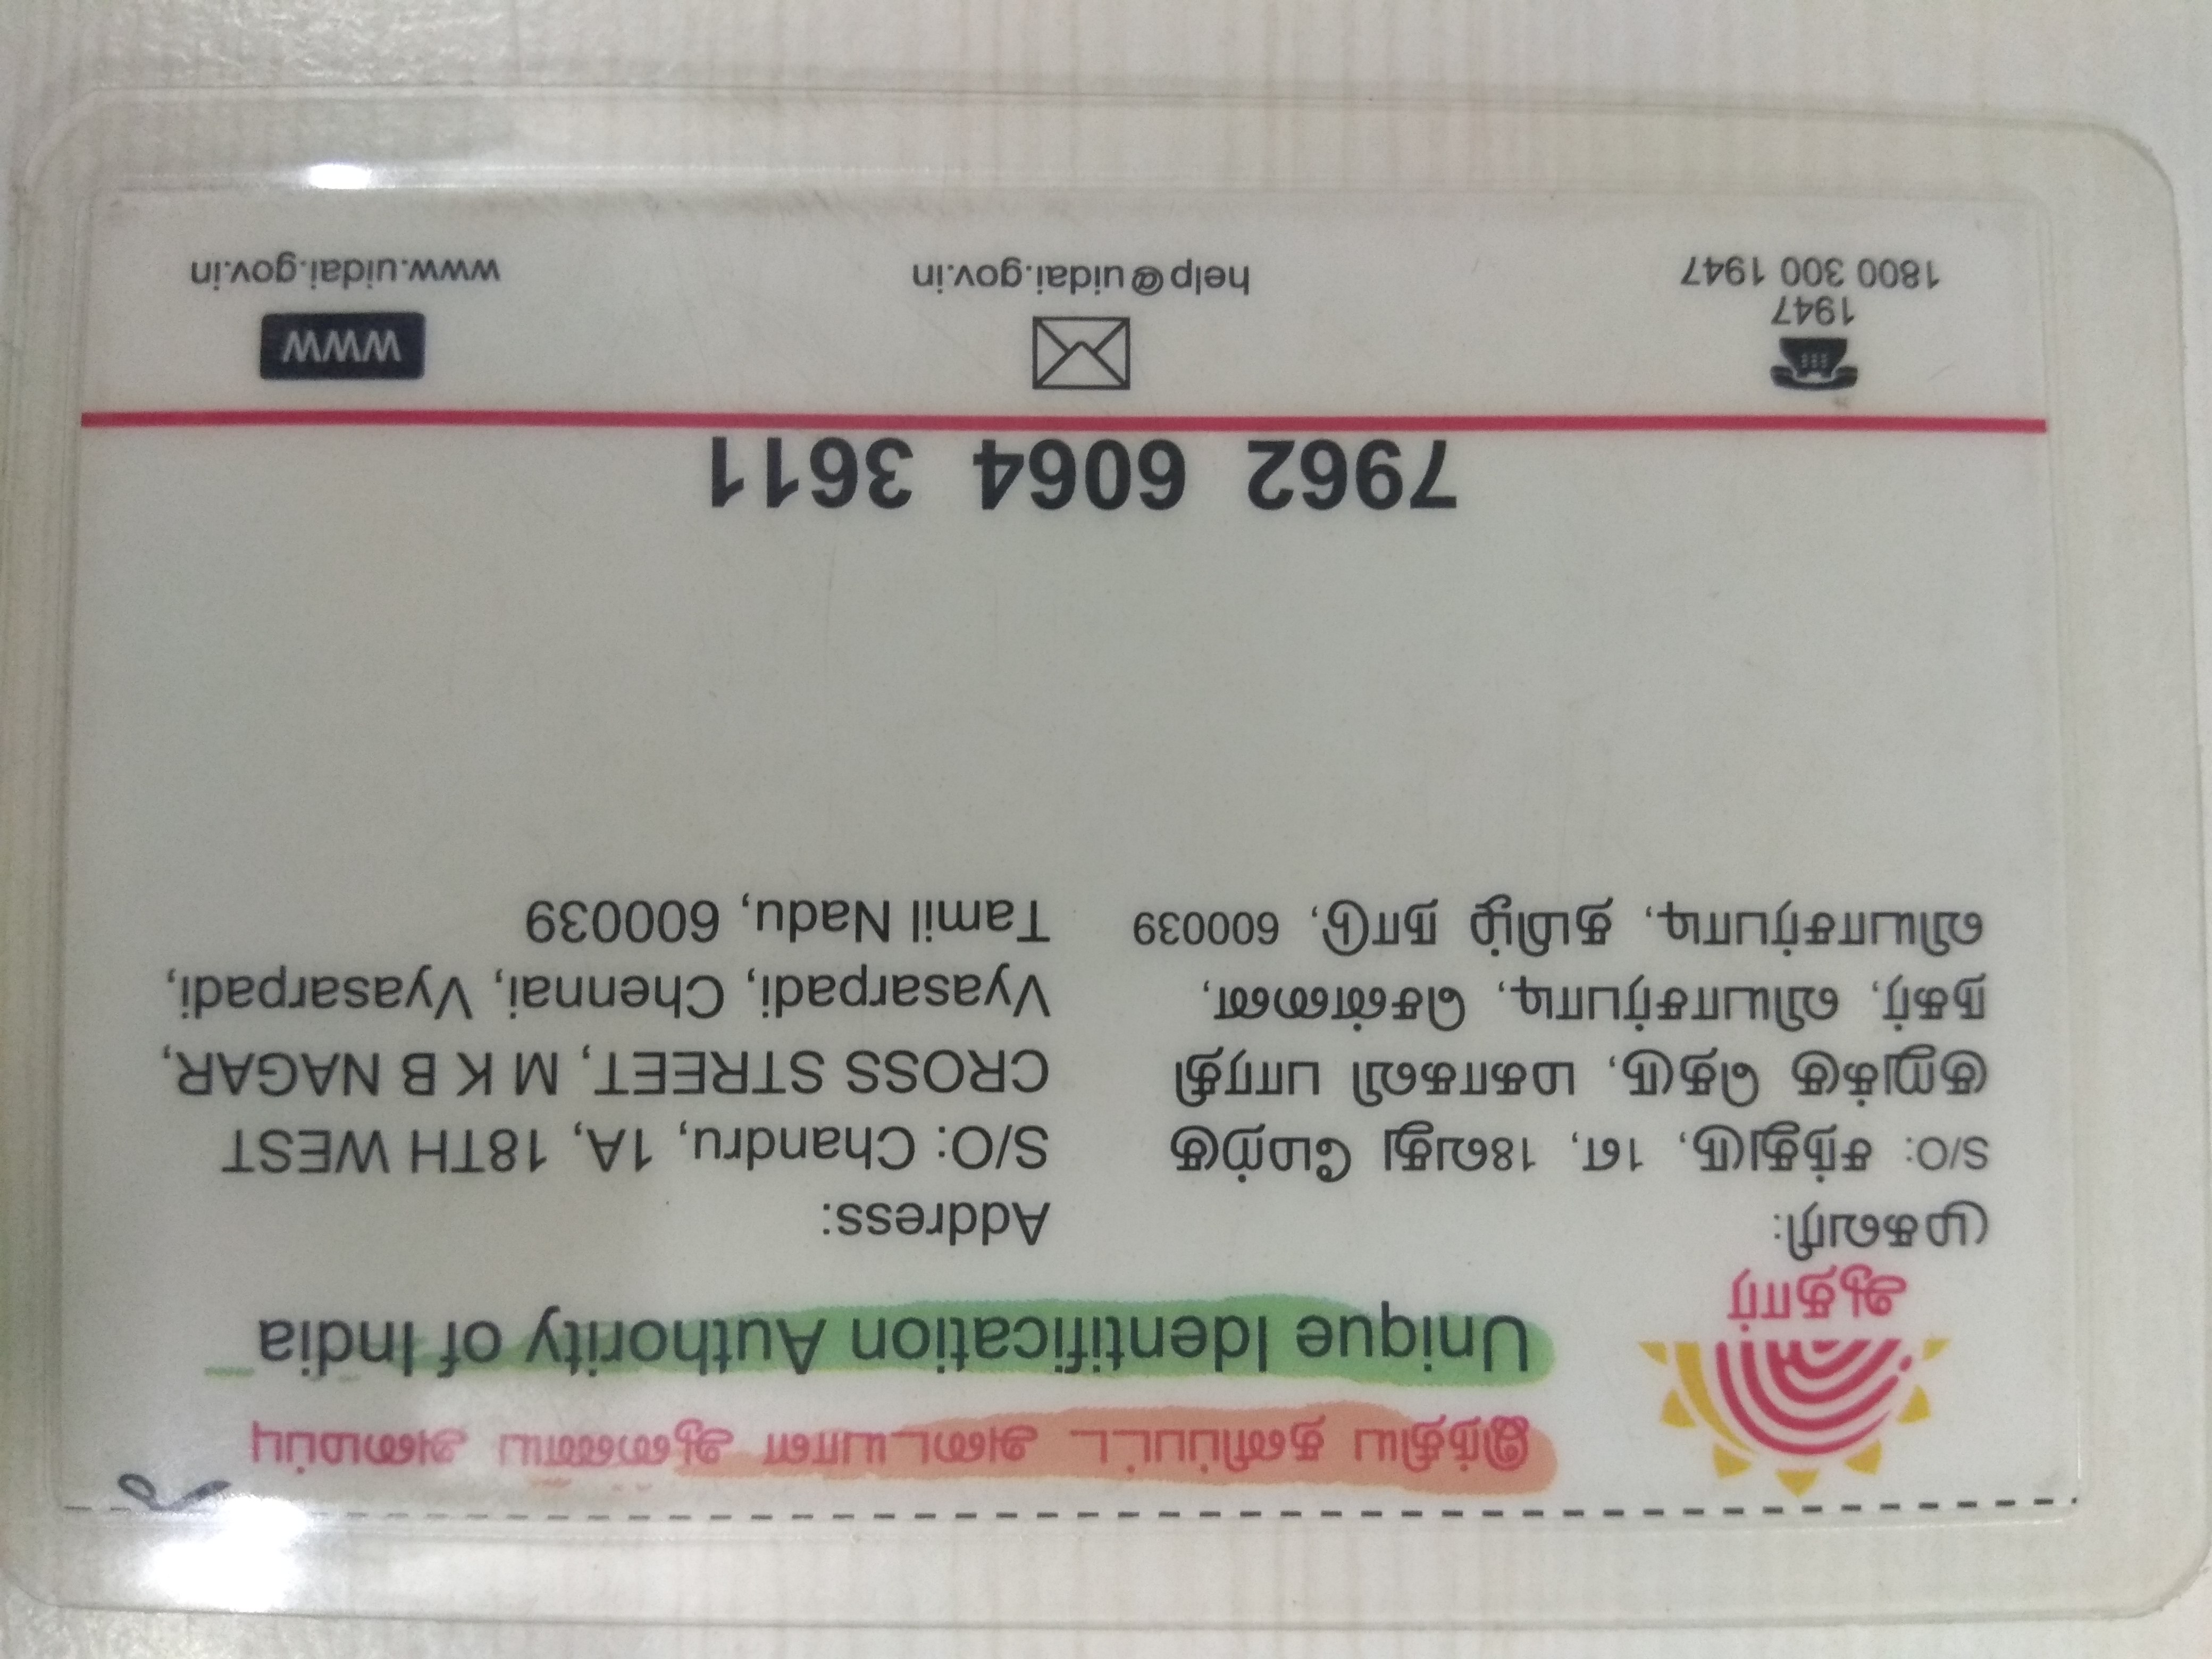 இந்திய தனிப்பட்ட அடையாள ஆணைய அமைப்பு
Unique Identification Authority of India
ஆதார்
முகவரி:
S/O: சந்துரு, 1எ, 18வது மேற்கு
குறுக்கு தெரு, மகாகவி பாரதி
நகர், வியாசர்பாடி, சென்னை,
வியாசர்பாடி, தமிழ் நாடு, 600039
Address:
S/O: Chandru, 1A, 18TH WEST
CROSS STREET, M K B NAGAR,
Vyasarpadi, Chennai, Vyasarpadi,
Tamil Nadu, 600039
7962 6064 3611
1947
1800 300 1947
help@uidai.gov.in
WWW
www.uidai.gov.in